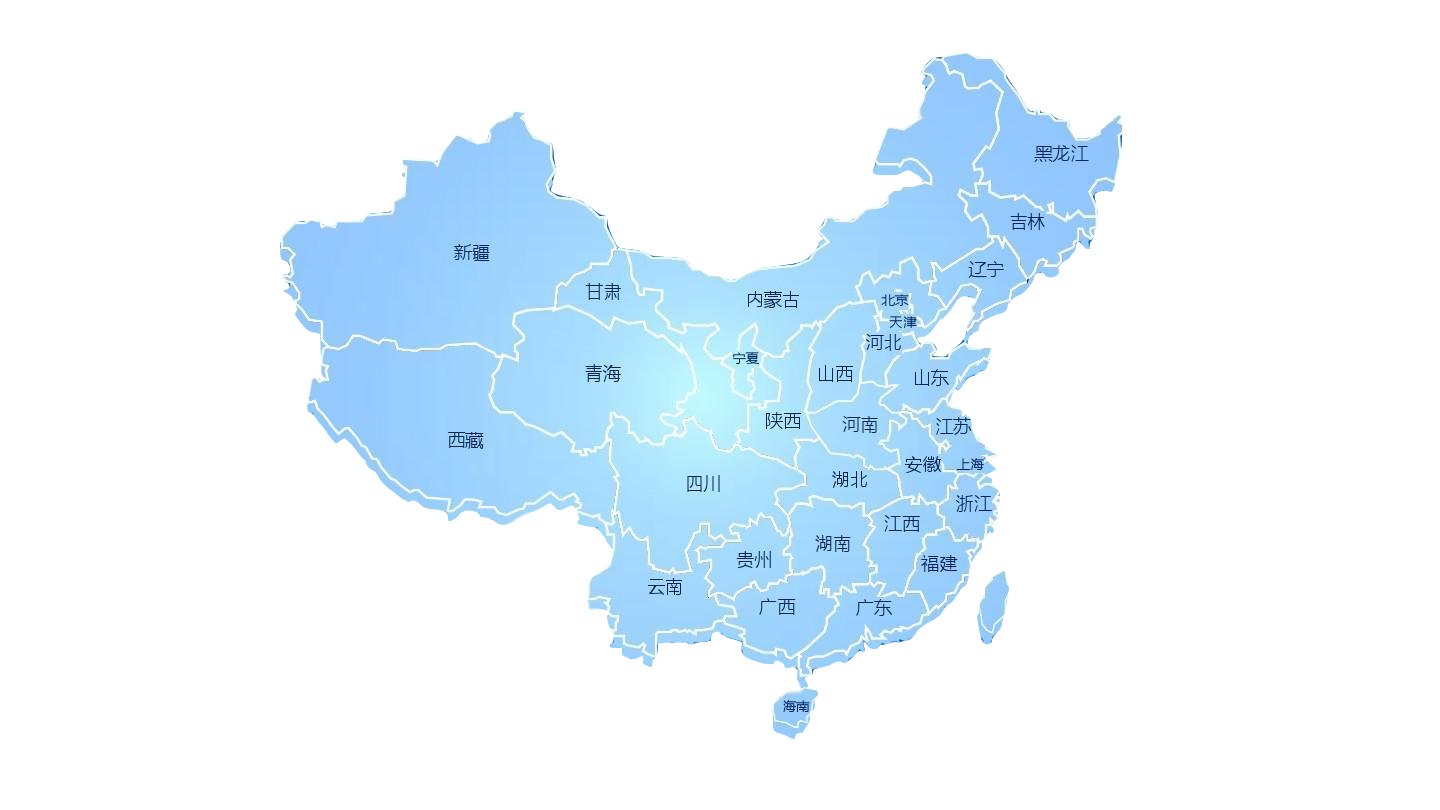 黑龙江
吉林
新疆
辽宁
甘肃
内蒙古
北京
天津
河北
宁夏
青海
山西
山东
陕西
河南
江苏
西藏
安徽
上海
四川
湖北
浙江
江西
湖南
贵州
福建
云南
广西
广东
海南